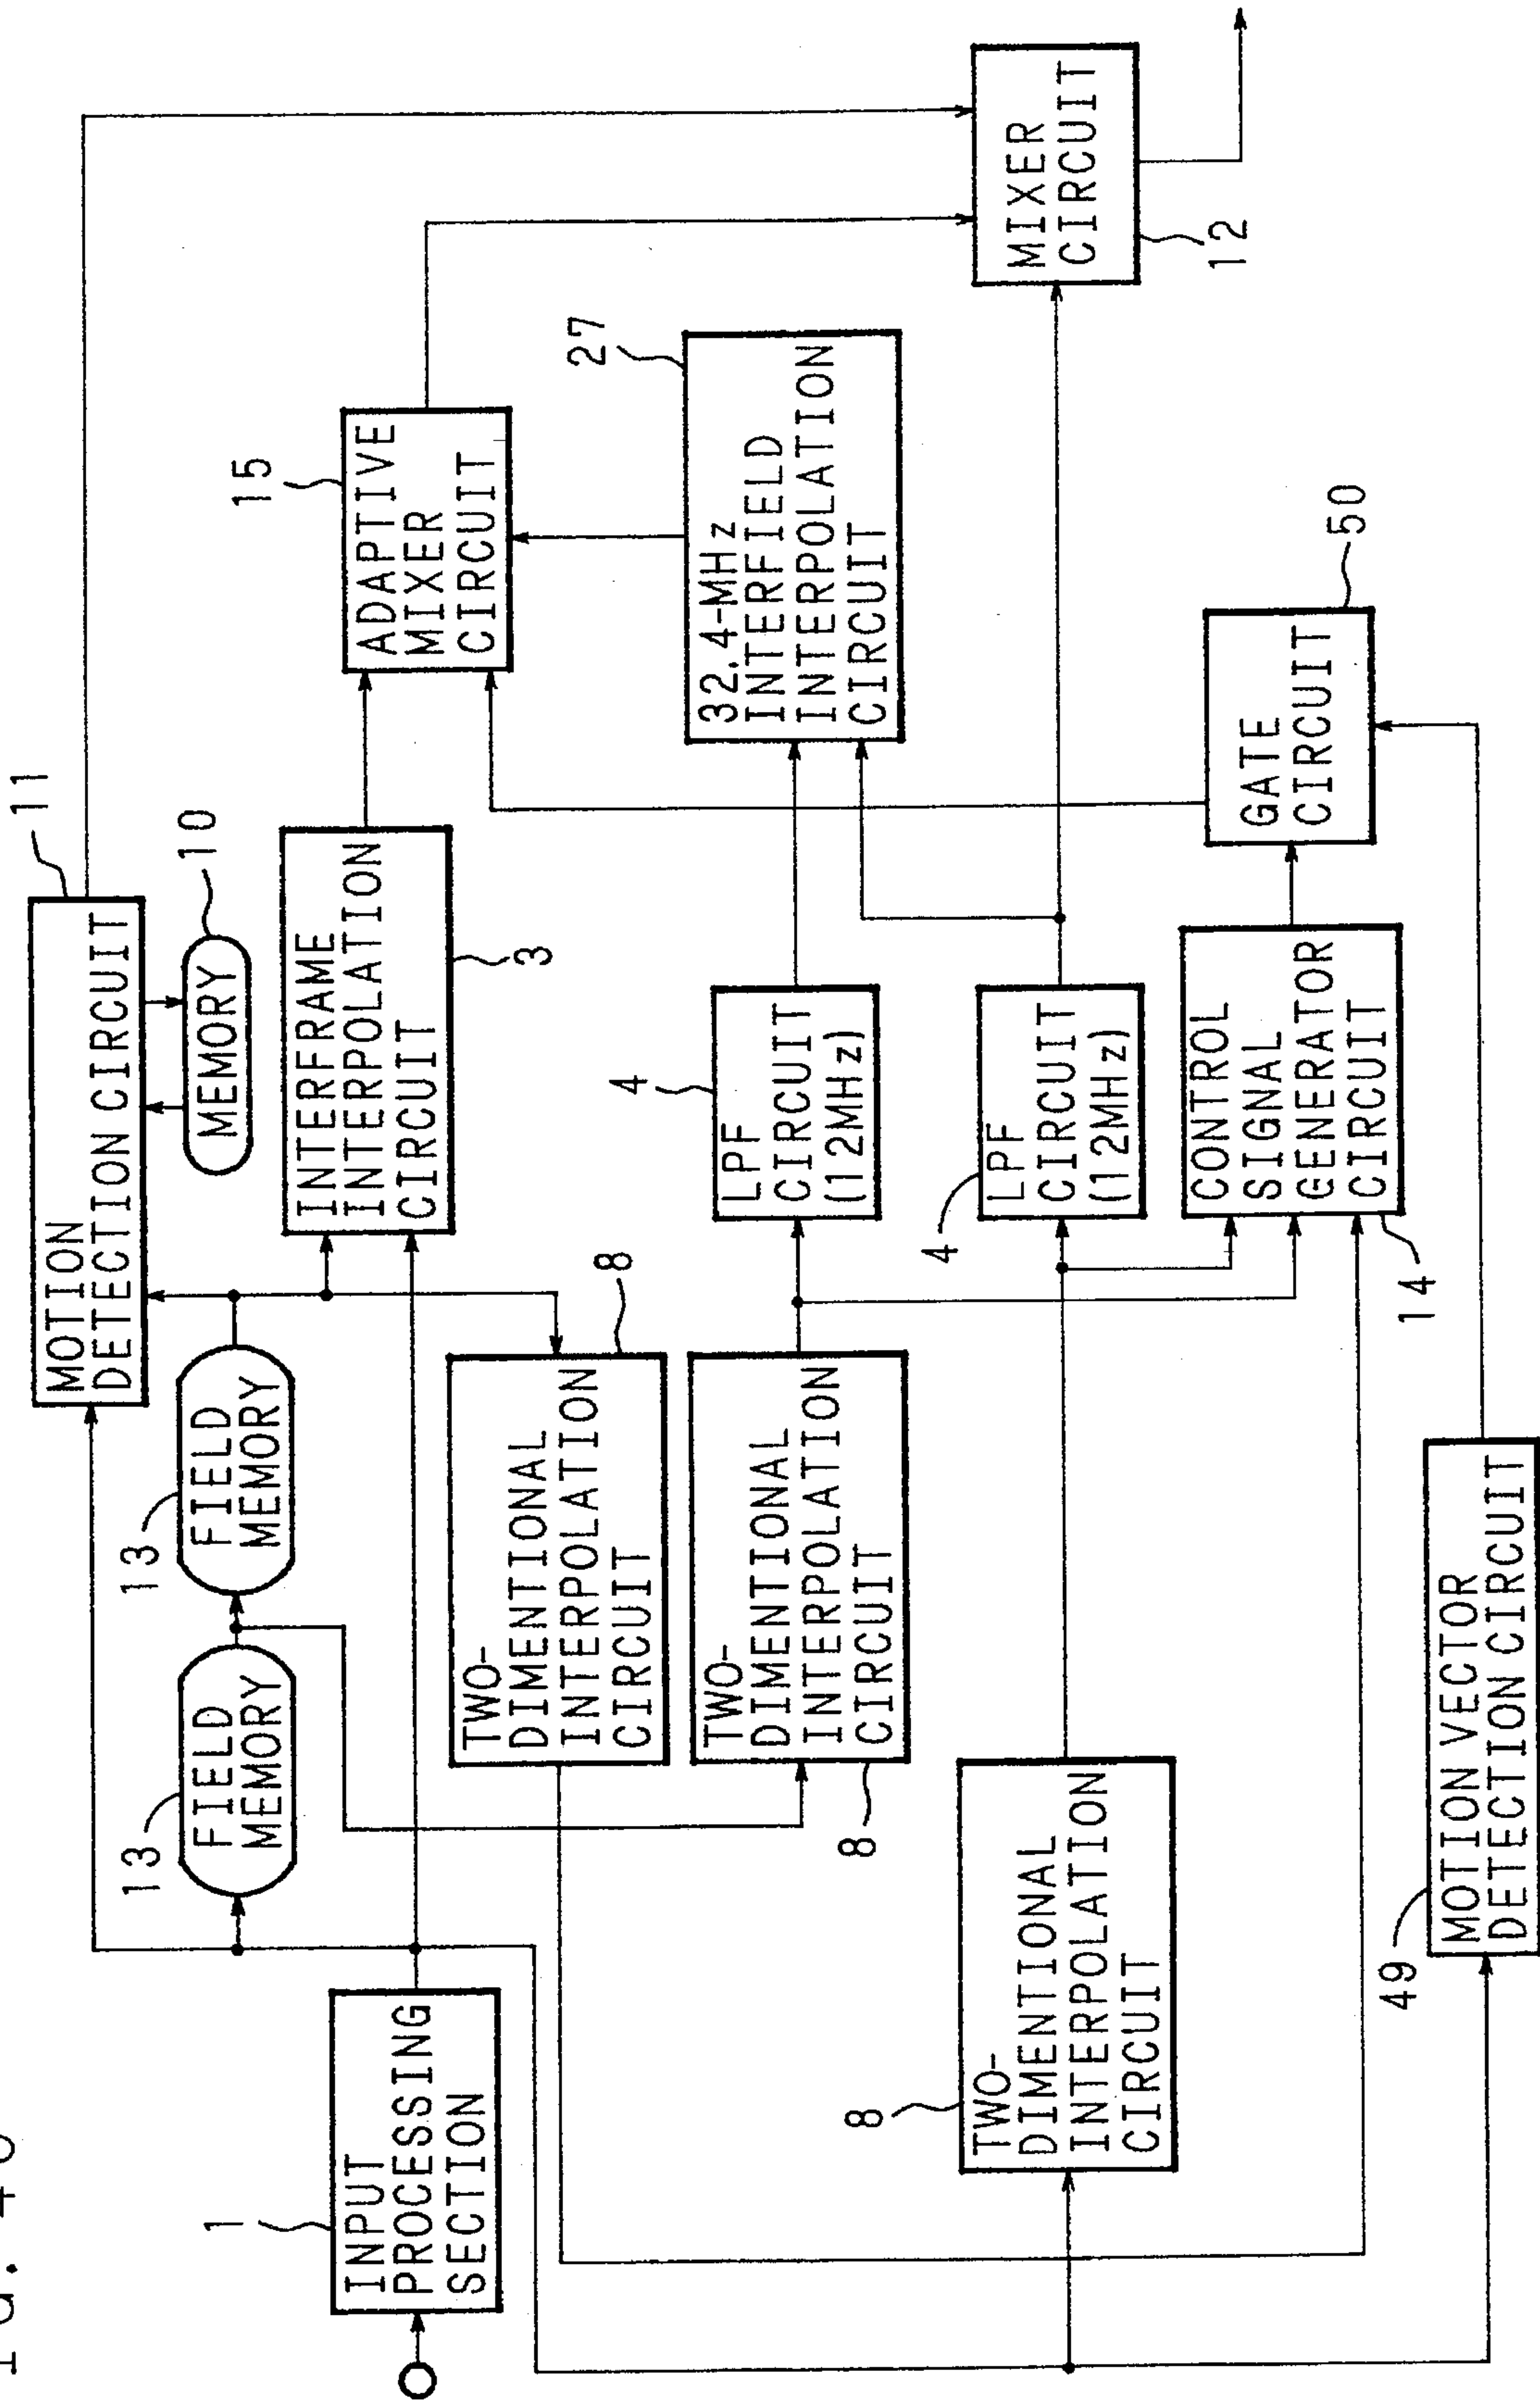 11
MOTION
DETECTION CIRCUIT
10
MEMORY
13
FIELD
MEMORY
13
FIELD
MEMORY
1
INPUT
PROCESSING
SECTION
INTERFRAME
INTERPOLATION
CIRCUIT
3
15
ADAPTIVE
MIXER
CIRCUIT
8
TWO-
DIMENTIONAL
INTERPOLATION
CIRCUIT
TWO-
DIMENTIONAL
INTERPOLATION
CIRCUIT
8
4
LPF
CIRCUIT
(12MHz)
27
32.4-MHz
INTERFIELD
INTERPOLATION
CIRCUIT
8
TWO-
DIMENTIONAL
INTERPOLATION
CIRCUIT
4
LPF
CIRCUIT
(12MHz)
MIXER
CIRCUIT
12
CONTROL
SIGNAL
GENERATOR
CIRCUIT
14
GATE
CIRCUIT
50
49
MOTION VECTOR
DETECTION CIRCUIT